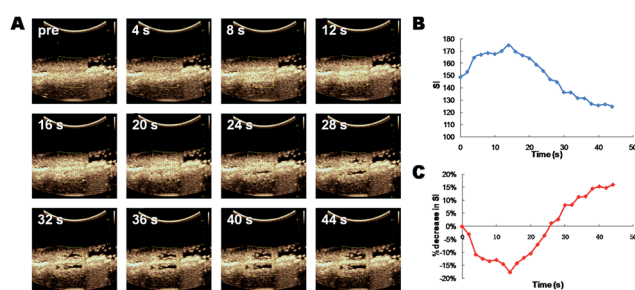 A
pre 4 s 8 s 12 s
16 s 20 s 24 s 28 s
32 s 36 s 40 s 44 s
B
180
170
160
150
140
130
120
110
100
SI
0 10 20 30 40 50
Time (s)
C
20%
15%
10%
5%
0%
-5%
-10%
-15%
-20%
% decrease in SI
0 10 20 30 40 50
Time (s)